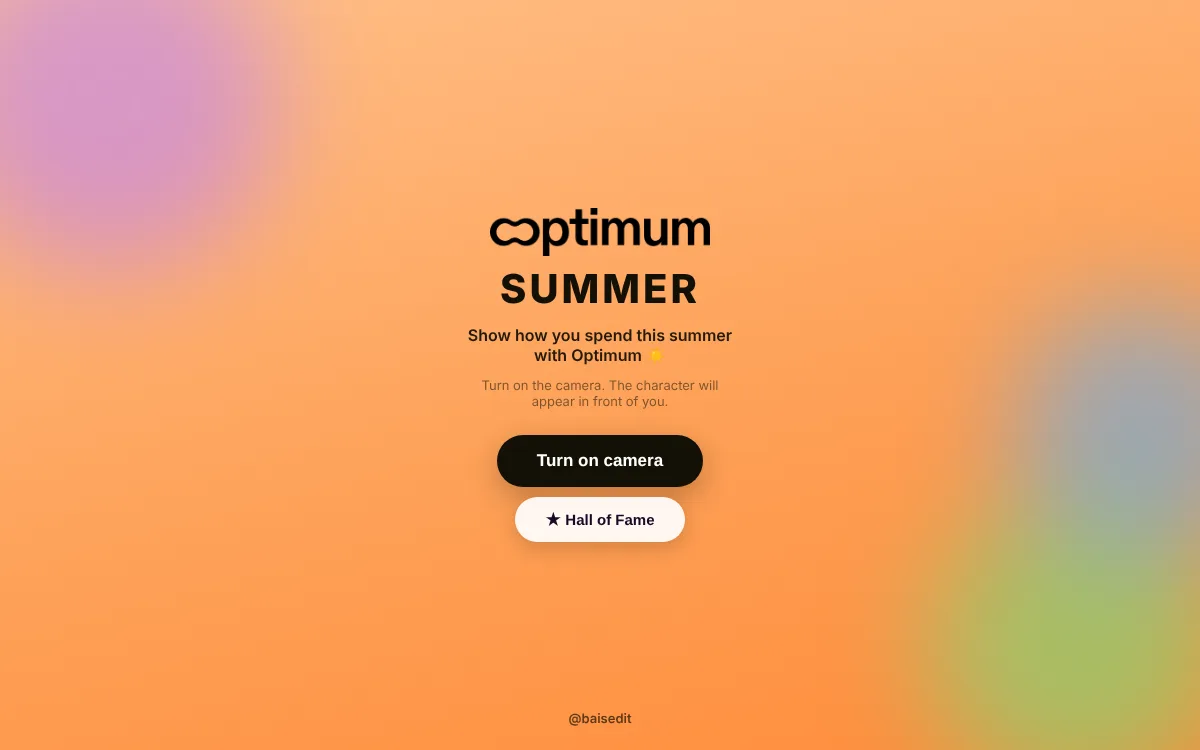 optimum
SUMMER
Show how you spend this summer
with Optimum
Turn on the camera. The character will
appear in front of you.
Turn on camera
★ Hall of Fame
@baisedit